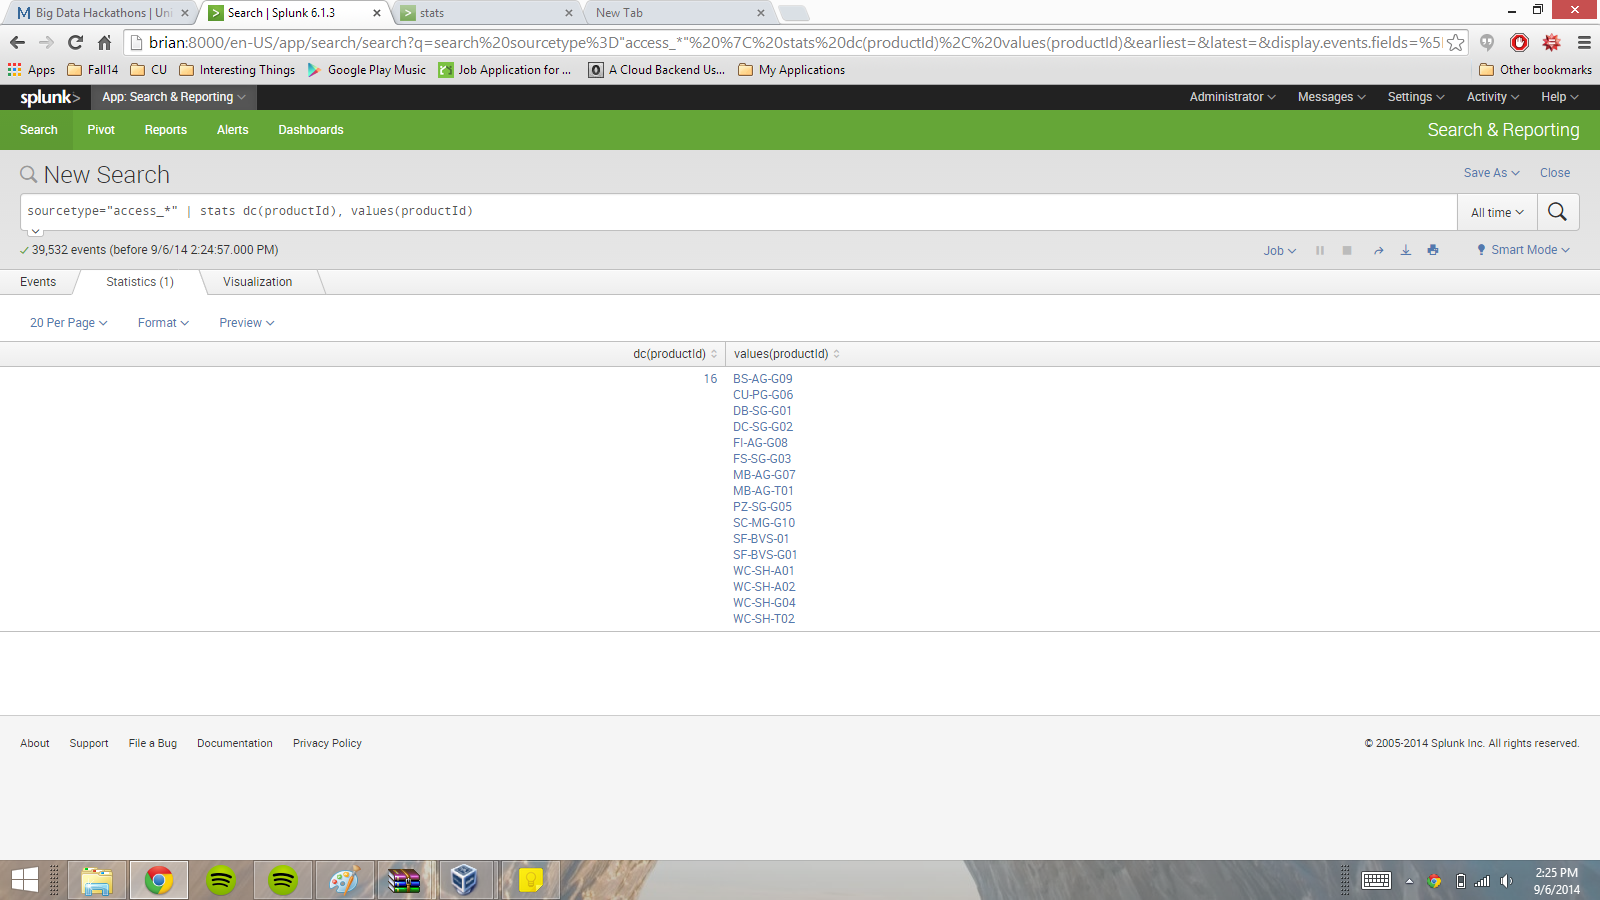 Big Data Hackathons | Uni
Search | Splunk 6.1.3
stats
New Tab
brian:8000/en-US/app/search/search?q=search%20sourcetype%3D"access_*"%20%7C%20stats%20dc(productId)%2C%20values(productId)&earliest=&latest=&display.events.fields=%5
Apps
Fall14
CU
Interesting Things
Google Play Music
Job Application for ...
A Cloud Backend Us...
My Applications
Other bookmarks
splunk>
App: Search & Reporting
Administrator
Messages
Settings
Activity
Help
Search
Pivot
Reports
Alerts
Dashboards
Search & Reporting
New Search
Save As
Close
sourcetype="access_*" | stats dc(productId), values(productId)
All time
39,532 events (before 9/6/14 2:24:57.000 PM)
Job
Smart Mode
Events
Statistics (1)
Visualization
20 Per Page
Format
Preview
dc(productId)
values(productId)
16
BS-AG-G09
CU-PG-G06
DB-SG-G01
DC-SG-G02
FI-AG-G08
FS-SG-G03
MB-AG-G07
MB-AG-T01
PZ-SG-G05
SC-MG-G10
SF-BVS-01
SF-BVS-G01
WC-SH-A01
WC-SH-A02
WC-SH-G04
WC-SH-T02
About
Support
File a Bug
Documentation
Privacy Policy
© 2005-2014 Splunk Inc. All rights reserved.
2:25 PM
9/6/2014